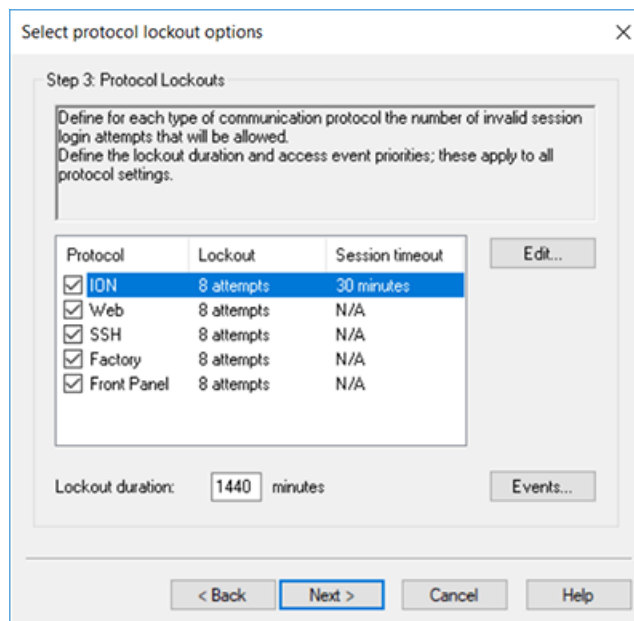 Select protocol lockout options
Step 3: Protocol Lockouts
Define for each type of communication protocol the number of invalid session
login attempts that will be allowed.
Define the lockout duration and access event priorities; these apply to all
protocol settings.
Protocol Lockout Session timeout
ION 8 attempts 30 minutes
Web 8 attempts N/A
SSH 8 attempts N/A
Factory 8 attempts N/A
Front Panel 8 attempts N/A
Edit...
Lockout duration: 1440 minutes
Events...
< Back Next > Cancel Help